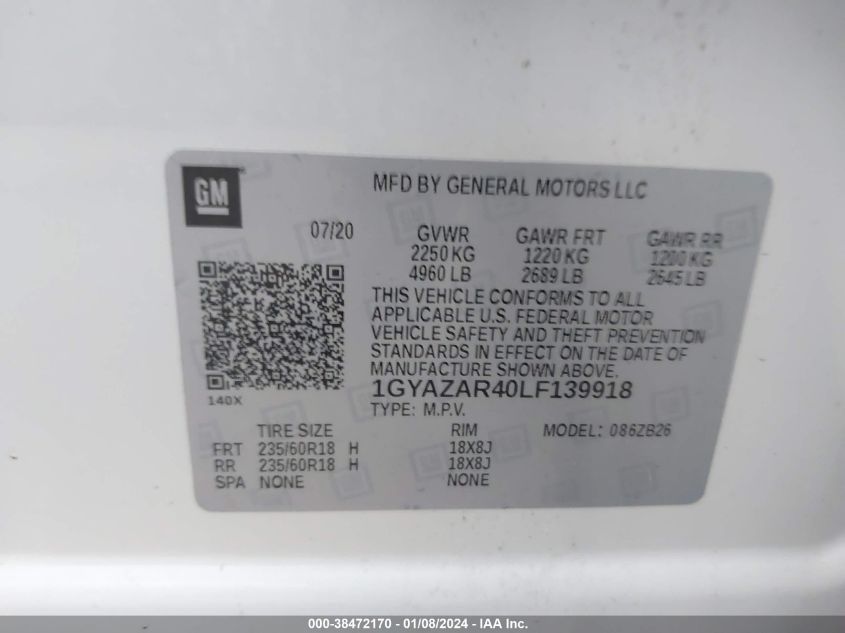 GM
MFD BY GENERAL MOTORS LLC
07/20 GVWR GAWR FRT GAWR RR
2250 KG 1220 KG 1200 KG
4960 LB 2689 LB 2645 LB
THIS VEHICLE CONFORMS TO ALL
APPLICABLE U.S. FEDERAL MOTOR
VEHICLE SAFETY AND THEFT PREVENTION
STANDARDS IN EFFECT ON THE DATE OF
MANUFACTURE SHOWN ABOVE.
140X
1GYAZAR40LF139918
TYPE: M.P.V.
TIRE SIZE RIM MODEL: 086ZB26
FRT 235/60R18 H 18X8J
RR 235/60R18 H 18X8J
SPA NONE NONE
000-38472170 - 01/08/2024 - IAA Inc.